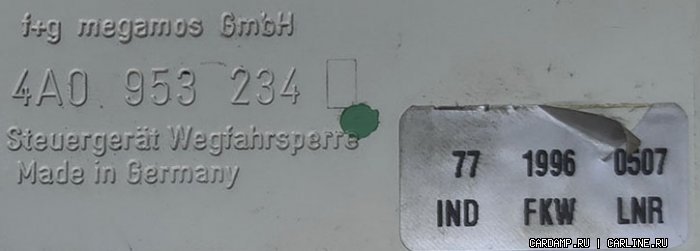 f+g megamos GmbH
4A0 953 234
Steuergerät Wegfahrsperre
Made in Germany
77 1996 0507
IND FKW LNR
CARDAMP.RU | CARLINE.RU